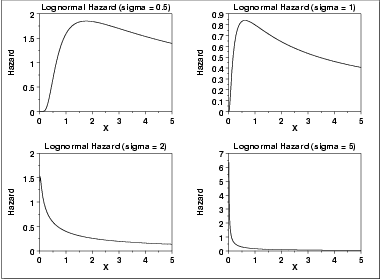 Lognormal Hazard (sigma = 0.5)
Hazard
2
1.5
1
0.5
0
0 1 2 3 4 5
X
Lognormal Hazard (sigma = 1)
Hazard
0.9
0.8
0.7
0.6
0.5
0.4
0.3
0.2
0.1
0
0 1 2 3 4 5
X
Lognormal Hazard (sigma = 2)
Hazard
2
1.5
1
0.5
0
0 1 2 3 4 5
X
Lognormal Hazard (sigma = 5)
Hazard
7
6
5
4
3
2
1
0
0 1 2 3 4 5
X